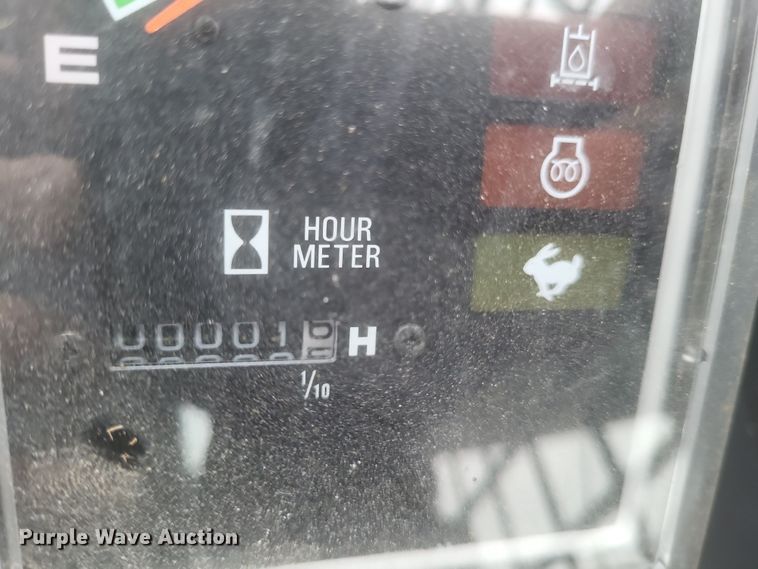 E
HOUR
METER
00001 H
1/10
Purple Wave Auction